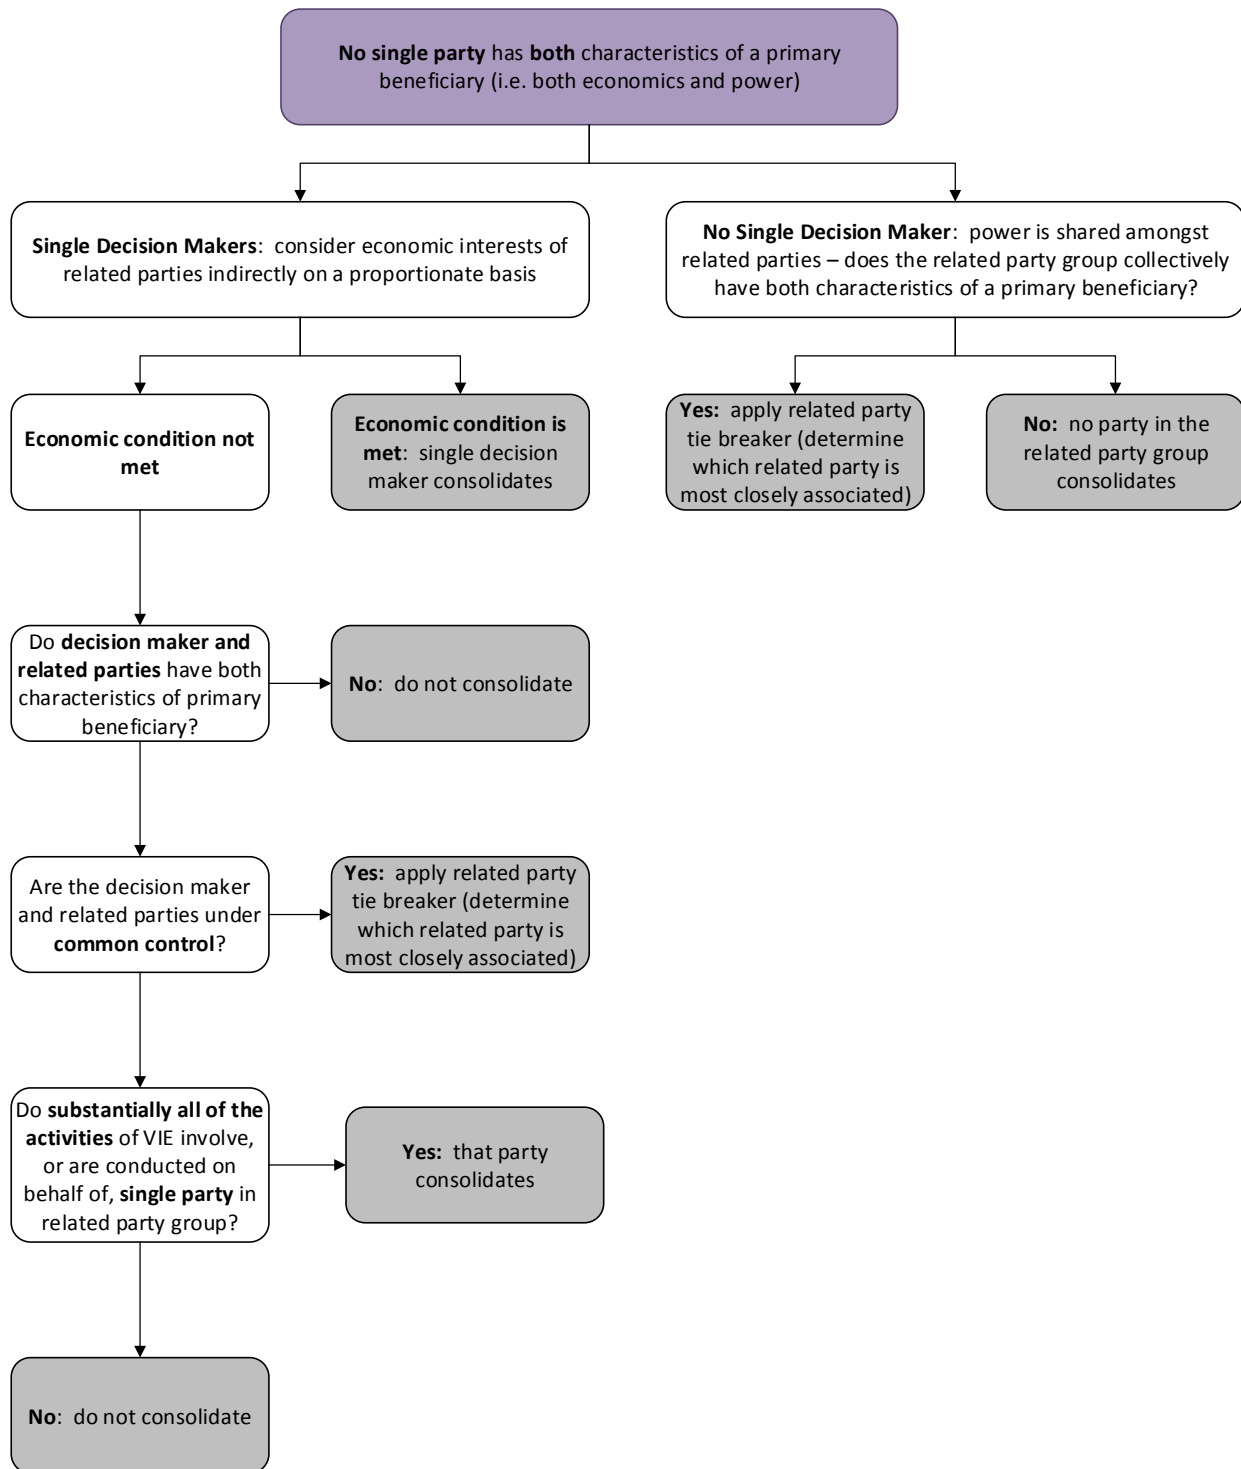 No single party has both characteristics of a primary
beneficiary (i.e. both economics and power)
Single Decision Makers:  consider economic interests of
related parties indirectly on a proportionate basis
No Single Decision Maker:  power is shared amongst
related parties – does the related party group collectively
have both characteristics of a primary beneficiary?
Economic condition not
met
Economic condition is
met:  single decision
maker consolidates
Yes:  apply related party
tie breaker (determine
which related party is
most closely associated)
No:  no party in the
related party group
consolidates
Do decision maker and
related parties have both
characteristics of primary
beneficiary?
No:  do not consolidate
Are the decision maker
and related parties under
common control?
Yes:  apply related party
tie breaker (determine
which related party is
most closely associated)
Do substantially all of the
activities of VIE involve,
or are conducted on
behalf of, single party in
related party group?
Yes:  that party
consolidates
No:  do not consolidate